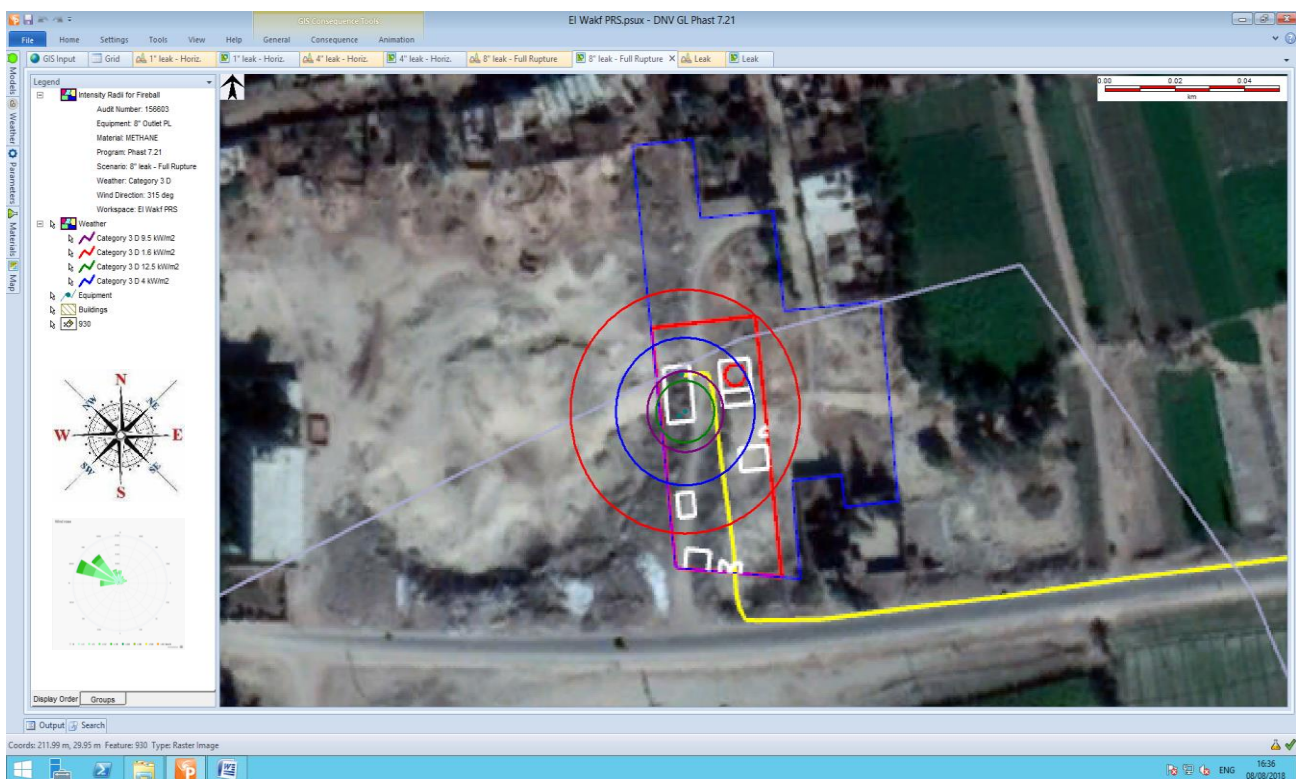 GIS Consequence Tools
El Wakf PRS.psux - DNV GL Phast 7.21
File Home Settings Tools View Help General Consequence Animation
GIS Input Grid 1" leak - Horiz. 1" leak - Horiz. 4" leak - Horiz. 4" leak - Horiz. 8" leak - Full Rupture 8" leak - Full Rupture Leak Leak
Models
Weather
Parameters
Materials
Map
Legend
Intensity Radii for Fireball
Audit Number: 156603
Equipment: 8" Outlet PL
Material: METHANE
Program: Phast 7.21
Scenario: 8" leak - Full Rupture
Weather: Category 3 D
Wind Direction: 315 deg
Workspace: El Wakf PRS
Weather
Category 3 D 9.5 kW/m2
Category 3 D 1.6 kW/m2
Category 3 D 12.5 kW/m2
Category 3 D 4 kW/m2
Equipment
Buildings
930
0.00 0.02 0.04
km
N
NW NE
W E
SW SE
S
Display Order Groups
Output Search
Coords: 211.99 m, 29.95 m Feature: 930 Type: Raster Image
ENG
16:36
08/08/2018